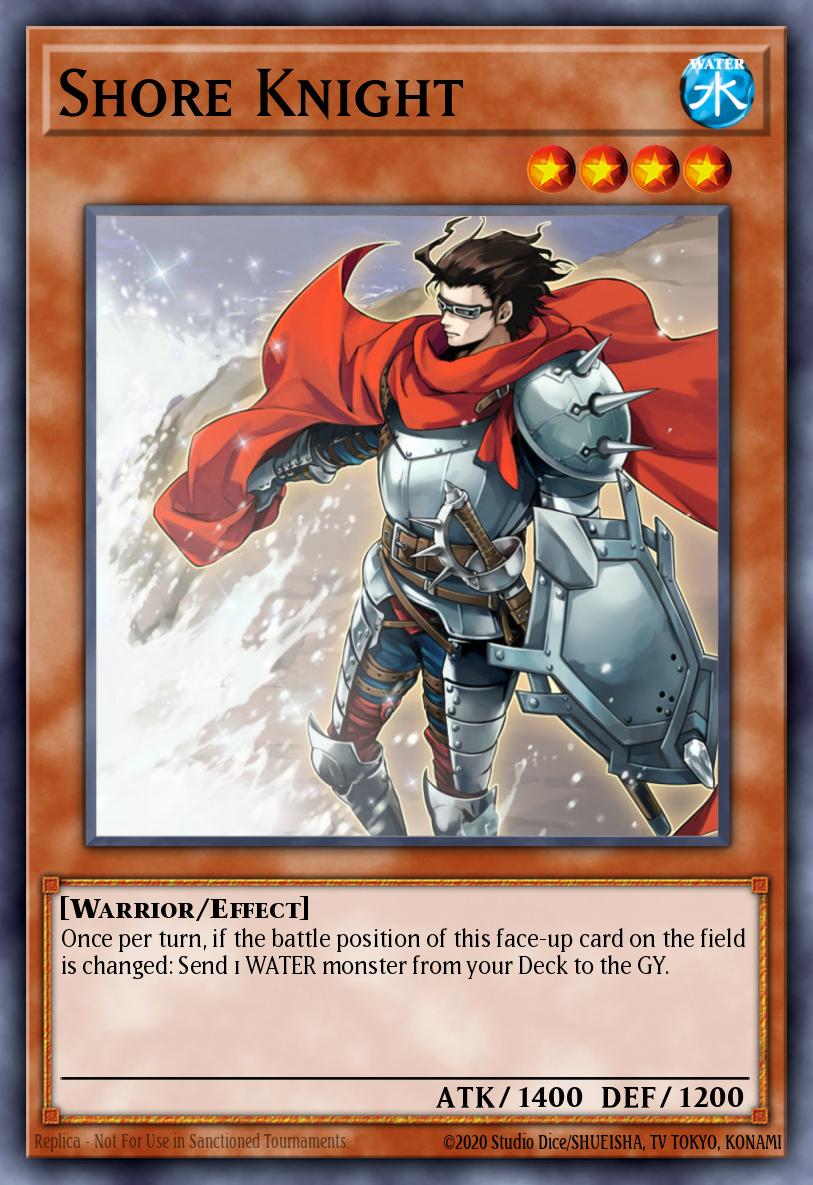 Shore Knight
WATER
水
[Warrior/Effect]
Once per turn, if the battle position of this face-up card on the field
is changed: Send 1 WATER monster from your Deck to the GY.
ATK/1400 DEF/1200
Replica - Not For Use in Sanctioned Tournaments.
©2020 Studio Dice/SHUEISHA, TV TOKYO, KONAMI